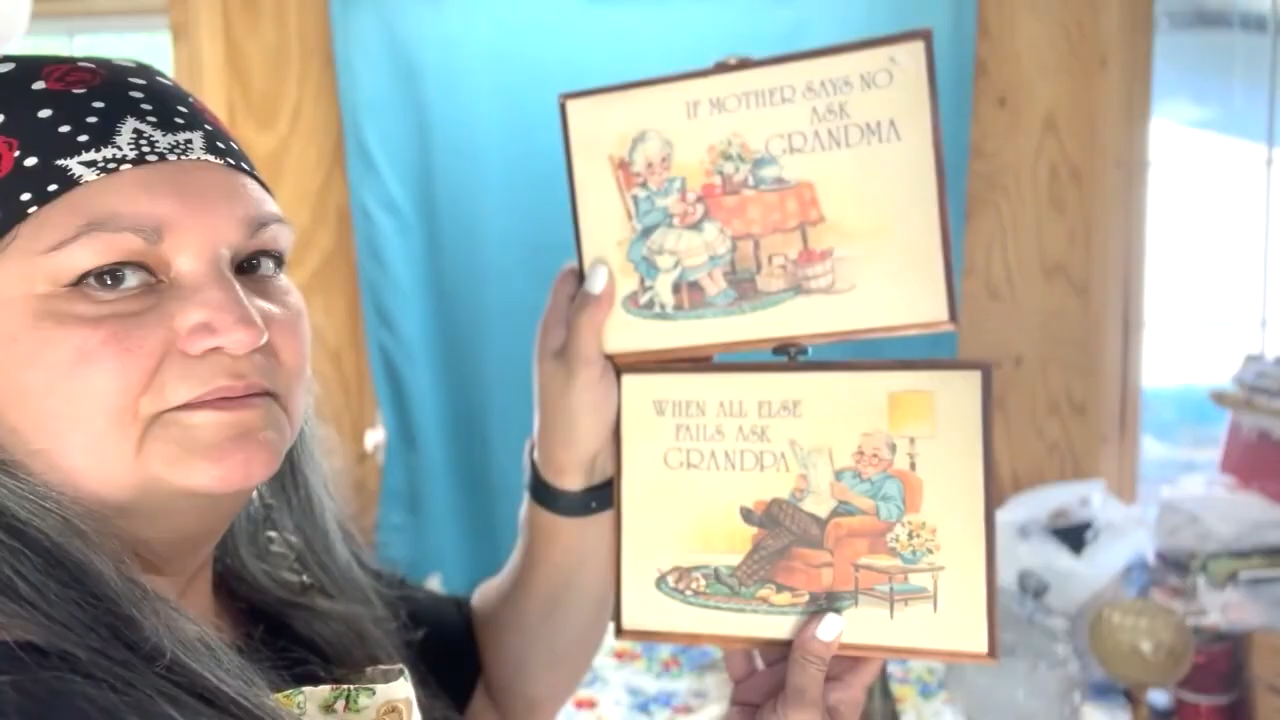 IF MOTHER SAYS NO
ASK
GRANDMA
WHEN ALL ELSE
FAILS ASK
GRANDPA